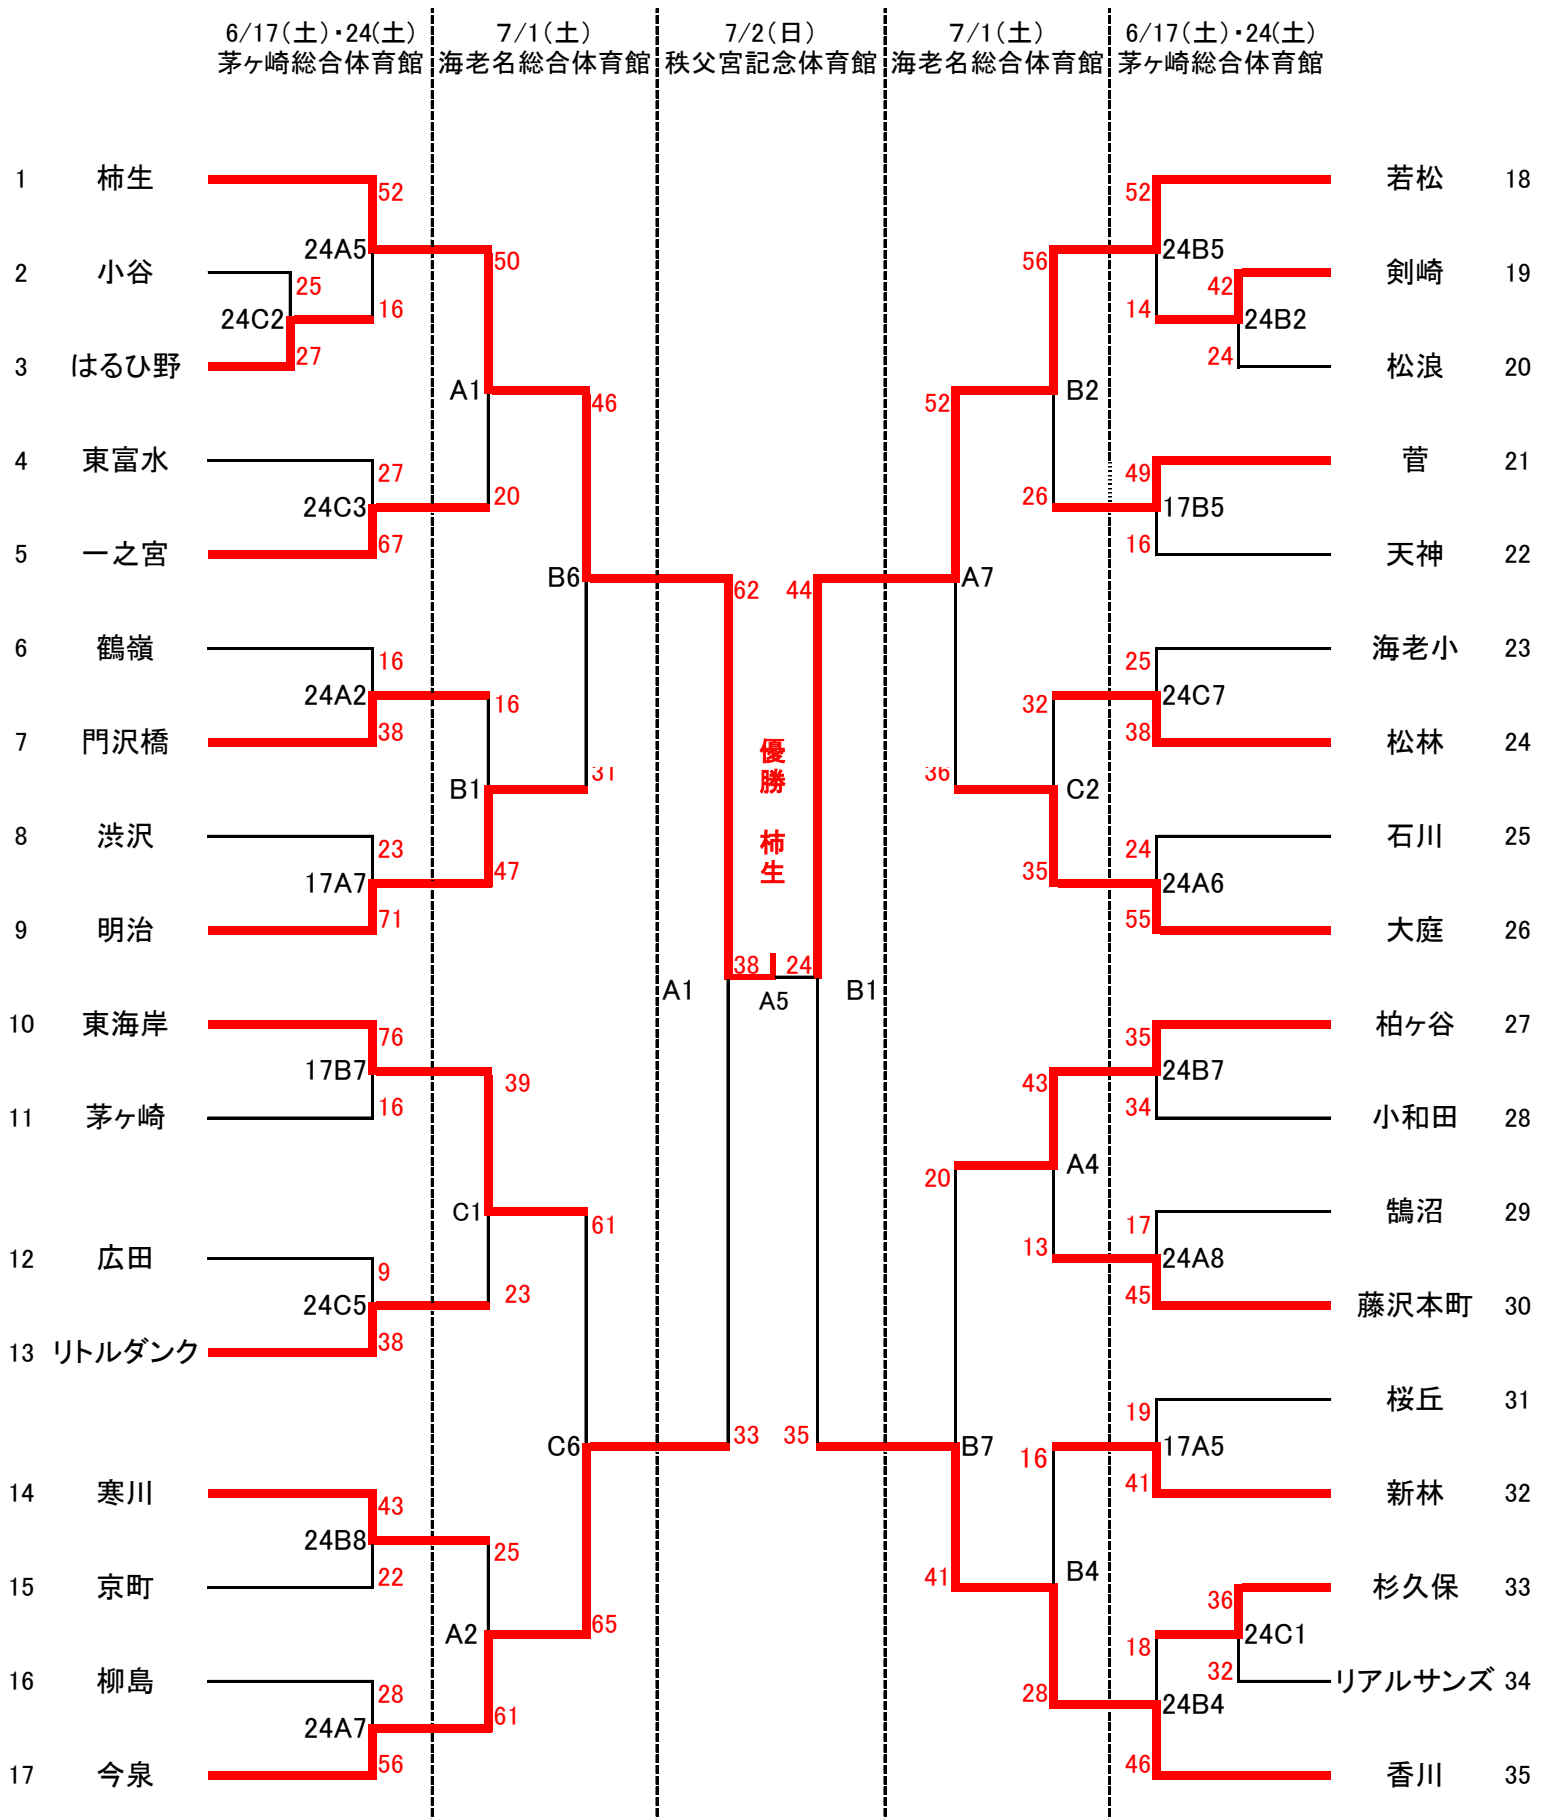 6/17(土)・24(土) 7/1(土) 7/2(日) 7/1(土) 6/17(土)・24(土)
茅ヶ崎総合体育館 海老名総合体育館 秩父宮記念体育館 海老名総合体育館 茅ヶ崎総合体育館
1 柿生 52 52 若松 18
24A5 50 56 24B5
2 小谷 25 16 14 42 剣崎 19
24C2 24B2
3 はるひ野 27 24 松浪 20
A1 46 52 B2
4 東富水 27 49 菅 21
24C3 20 26 17B5
5 一之宮 67 16 天神 22
B6 62 44 A7
6 鶴嶺 16 25 海老小 23
24A2 16 32 24C7
7 門沢橋 38 38 松林 24
B1 31 36 C2
優勝 柿生
8 渋沢 23 24 石川 25
17A7 47 35 24A6
9 明治 71 55 大庭 26
A1 38 24 B1
A5
10 東海岸 76 35 柏ヶ谷 27
17B7 39 43 24B7
11 茅ヶ崎 16 34 小和田 28
20 A4
C1 61 17 鵠沼 29
12 広田 9 13 24A8
24C5 23 45 藤沢本町 30
13 リトルダンク 38
19 桜丘 31
C6 33 35 B7 16 17A5
14 寒川 43 41 新林 32
24B8 25
15 京町 22 41 B4 36 杉久保 33
A2 65 18 24C1
16 柳島 28 32 リアルサンズ 34
24A7 61 28 24B4
17 今泉 56 46 香川 35